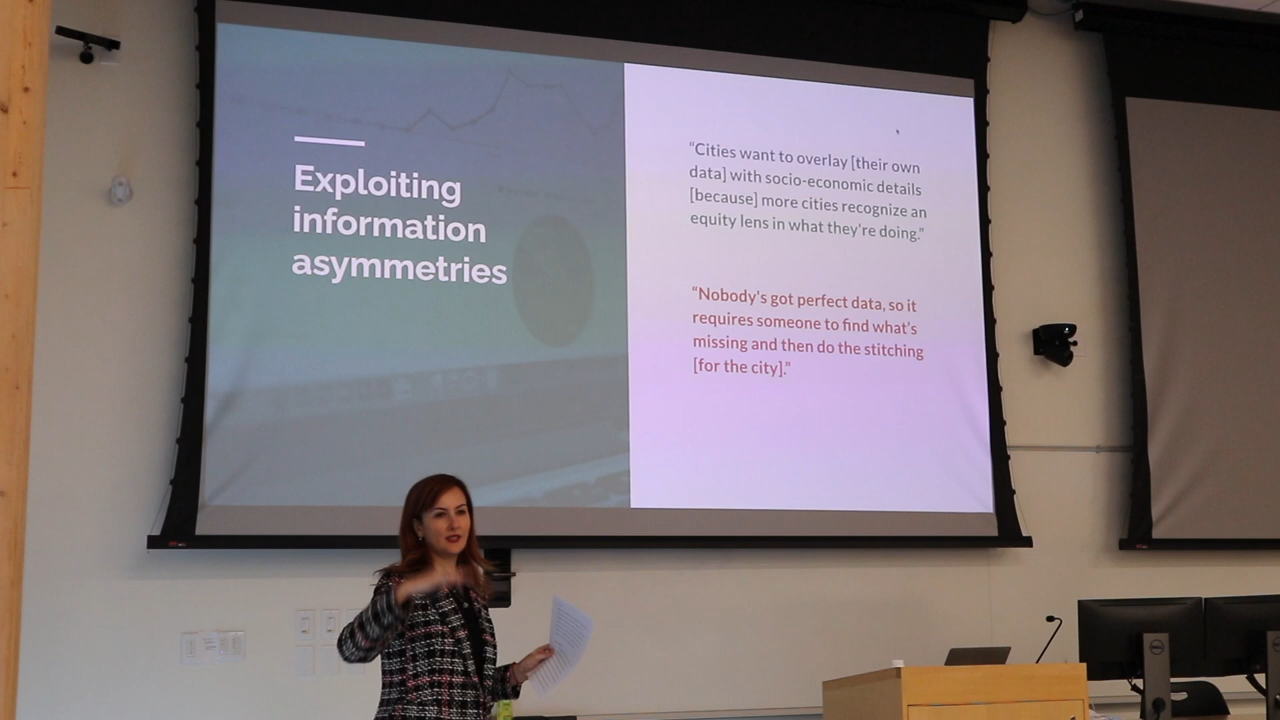 Exploiting
information
asymmetries
“Cities want to overlay [their own
data] with socio-economic details
[because] more cities recognize an
equity lens in what they're doing.”
“Nobody's got perfect data, so it
requires someone to find what's
missing and then do the stitching
[for the city].”
DELL